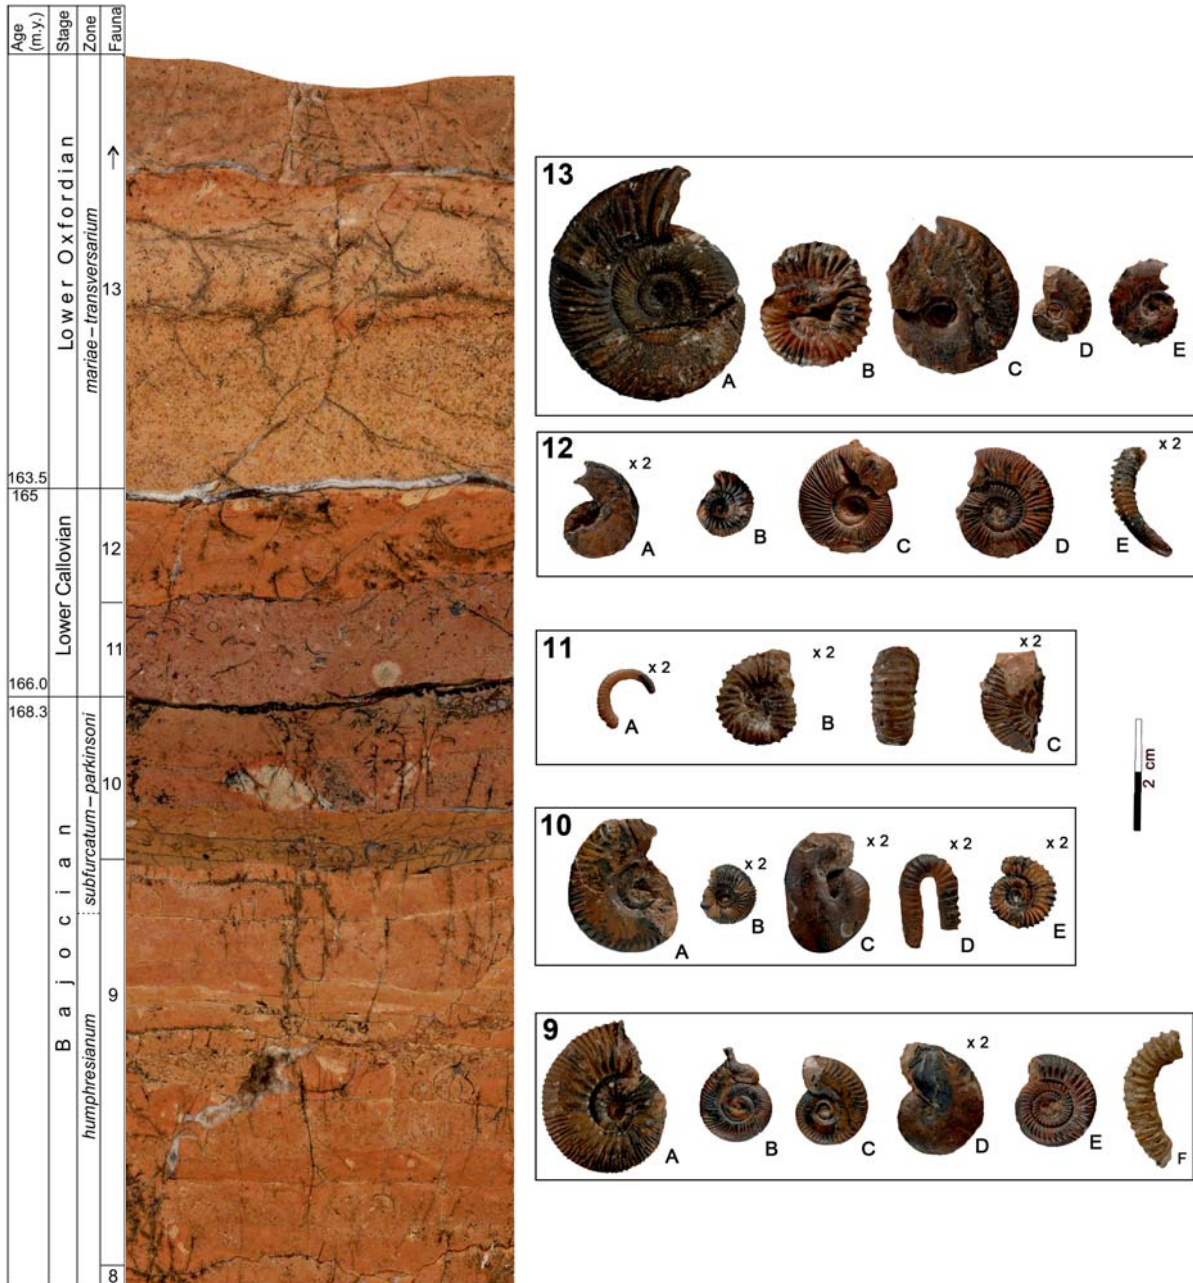 Age
(m.y.)
Stage
Zone
Fauna
Lower Oxfordian
mariae – transversarium
13
163.5
165
Lower Callovian
12
11
166.0
168.3
Bajocian
subfurcatum – parkinsoni
humphresianum
10
9
8
13
A
B
C
D
E
12
x 2
x 2
A
B
C
D
E
11
x 2
x 2
x 2
A
B
C
10
x 2
x 2
x 2
x 2
A
B
C
D
E
9
x 2
A
B
C
D
E
F
2 cm